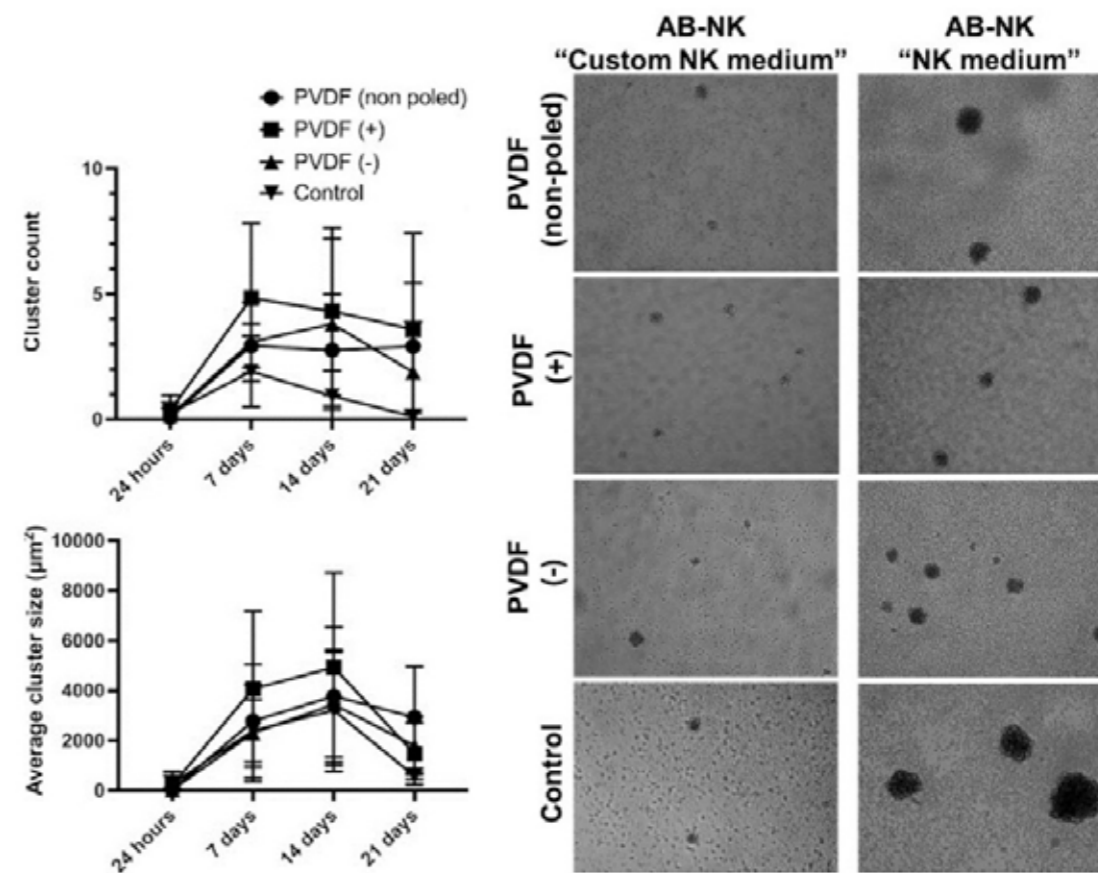 PVDF (non poled)
PVDF (+)
PVDF (-)
Control
Cluster count
10
5
0
24 hours
7 days
14 days
21 days
Average cluster size (µm²)
10000
8000
6000
4000
2000
0
24 hours
7 days
14 days
21 days
AB-NK
“Custom NK medium”
AB-NK
“NK medium”
PVDF
(non-poled)
PVDF
(+)
PVDF
(-)
Control